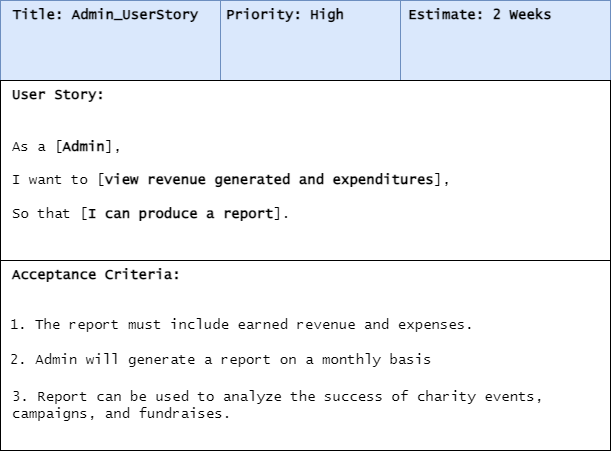 Title: Admin_UserStory
Priority: High
Estimate: 2 Weeks
User Story:
As a [Admin],
I want to [view revenue generated and expenditures],
So that [I can produce a report].
Acceptance Criteria:
1. The report must include earned revenue and expenses.
2. Admin will generate a report on a monthly basis
3. Report can be used to analyze the success of charity events,
campaigns, and fundraises.